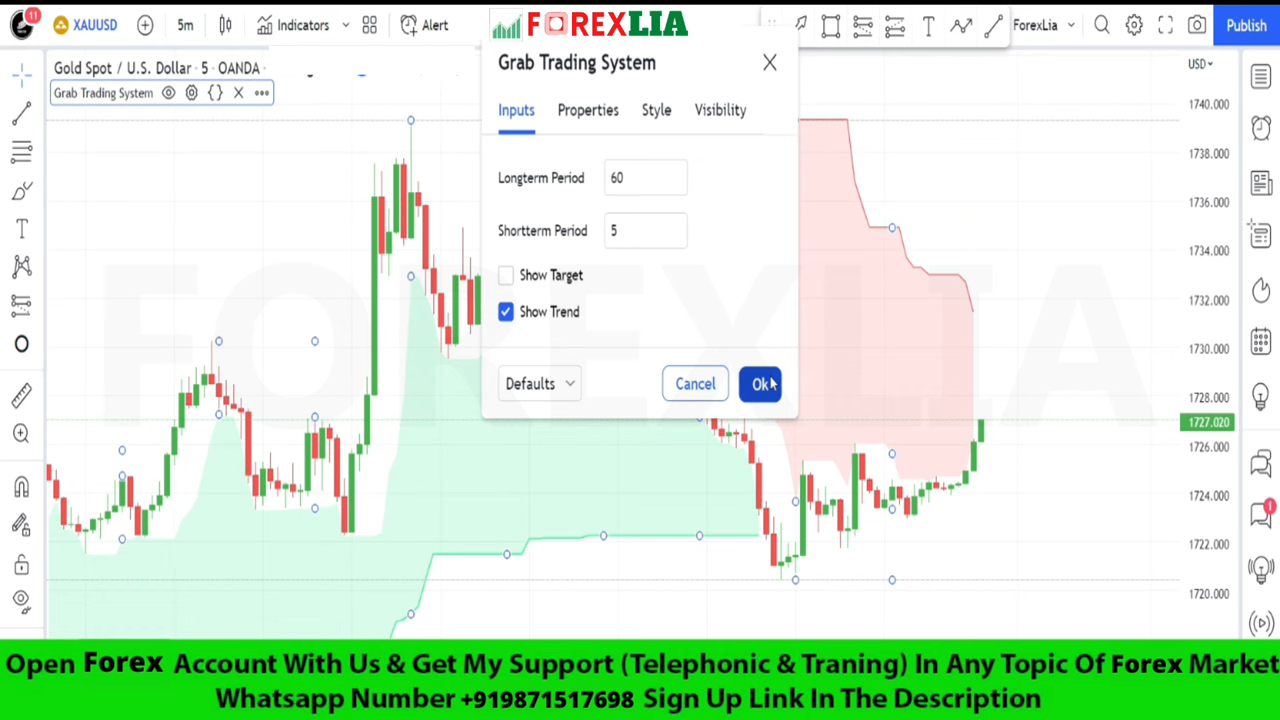 11
XAUUSD
5m
Indicators
Alert
FOREXLIA
T
ForexLia
Publish
Gold Spot / U.S. Dollar · 5 · OANDA ·
Grab Trading System
Grab Trading System
Inputs
Properties
Style
Visibility
Longterm Period 60
Shortterm Period 5
Show Target
Show Trend
Defaults
Cancel
Ok
FOREXLIA
USD
1740.000
1738.000
1736.000
1734.000
1732.000
1730.000
1728.000
1727.020
1726.000
1724.000
1722.000
1720.000
T
1
Open Forex Account With Us & Get My Support (Telephonic & Traning) In Any Topic Of Forex Market
Whatsapp Number +919871517698 Sign Up Link In The Description